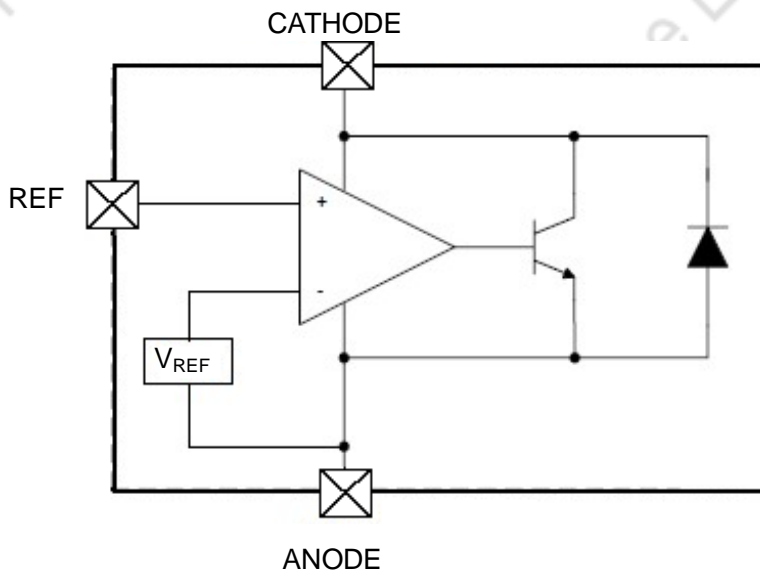 CATHODE
REF
+
-
VREF
ANODE